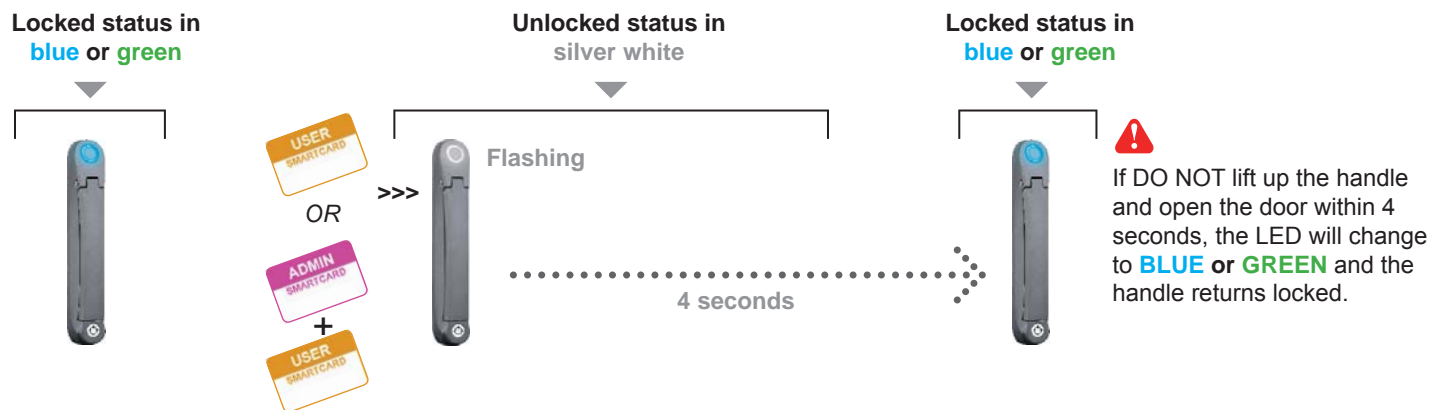 Locked status in
blue or green
Unlocked status in
silver white
Locked status in
blue or green
USER
SMARTCARD
OR
ADMIN
SMARTCARD
+
USER
SMARTCARD
>>>
Flashing
4 seconds
!
If DO NOT lift up the handle
and open the door within 4
seconds, the LED will change
to BLUE or GREEN and the
handle returns locked.